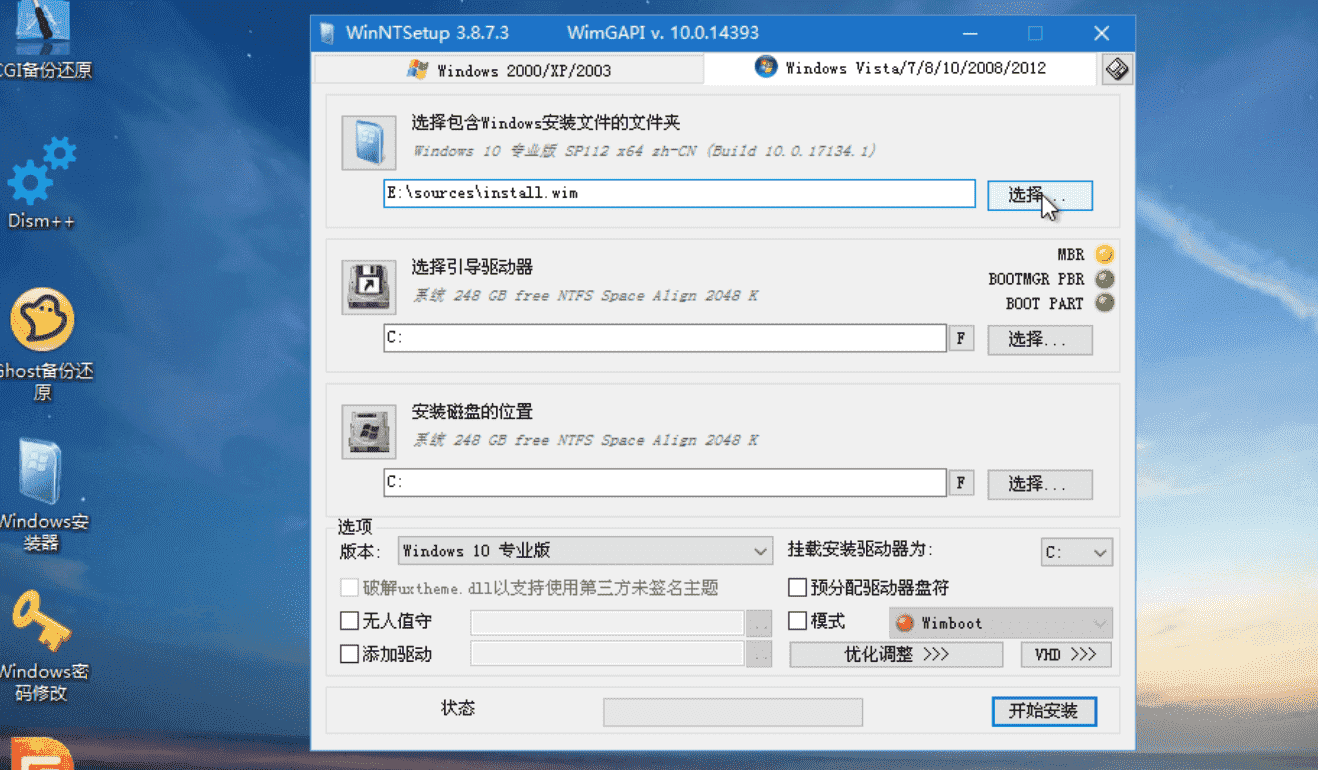 CGI备份还原
Dism++
Ghost备份还
原
Windows安
装器
Windows密
码修改
WinNTSetup 3.8.7.3
WimGAPI v. 10.0.14393
Windows 2000/XP/2003
Windows Vista/7/8/10/2008/2012
选择包含Windows安装文件的文件夹
Windows 10 专业版 SP112 x64 zh-CN (Build 10.0.17134.1)
E:\sources\install.wim
选择...
选择引导驱动器
系统 248 GB free NTFS Space Align 2048 K
MBR
BOOTMGR PBR
BOOT PART
C:
F
选择...
安装磁盘的位置
系统 248 GB free NTFS Space Align 2048 K
C:
F
选择...
选项
版本:
Windows 10 专业版
挂载安装驱动器为:
C:
破解uxtheme.dll以支持使用第三方未签名主题
预分配驱动器盘符
无人值守
..
模式
Wimboot
添加驱动
..
优化调整 >>>
VHD >>>
状态
开始安装